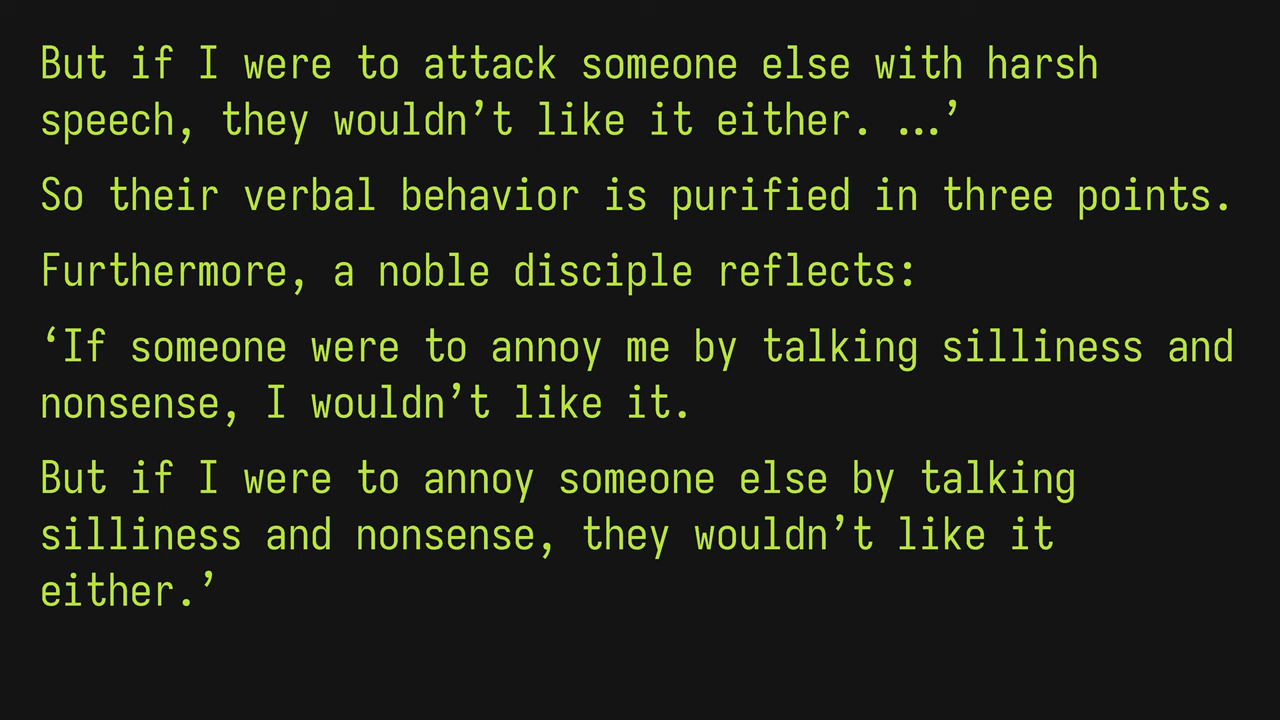 But if I were to attack someone else with harsh
speech, they wouldn’t like it either. …’
So their verbal behavior is purified in three points.
Furthermore, a noble disciple reflects:
‘If someone were to annoy me by talking silliness and
nonsense, I wouldn’t like it.
But if I were to annoy someone else by talking
silliness and nonsense, they wouldn’t like it
either.’